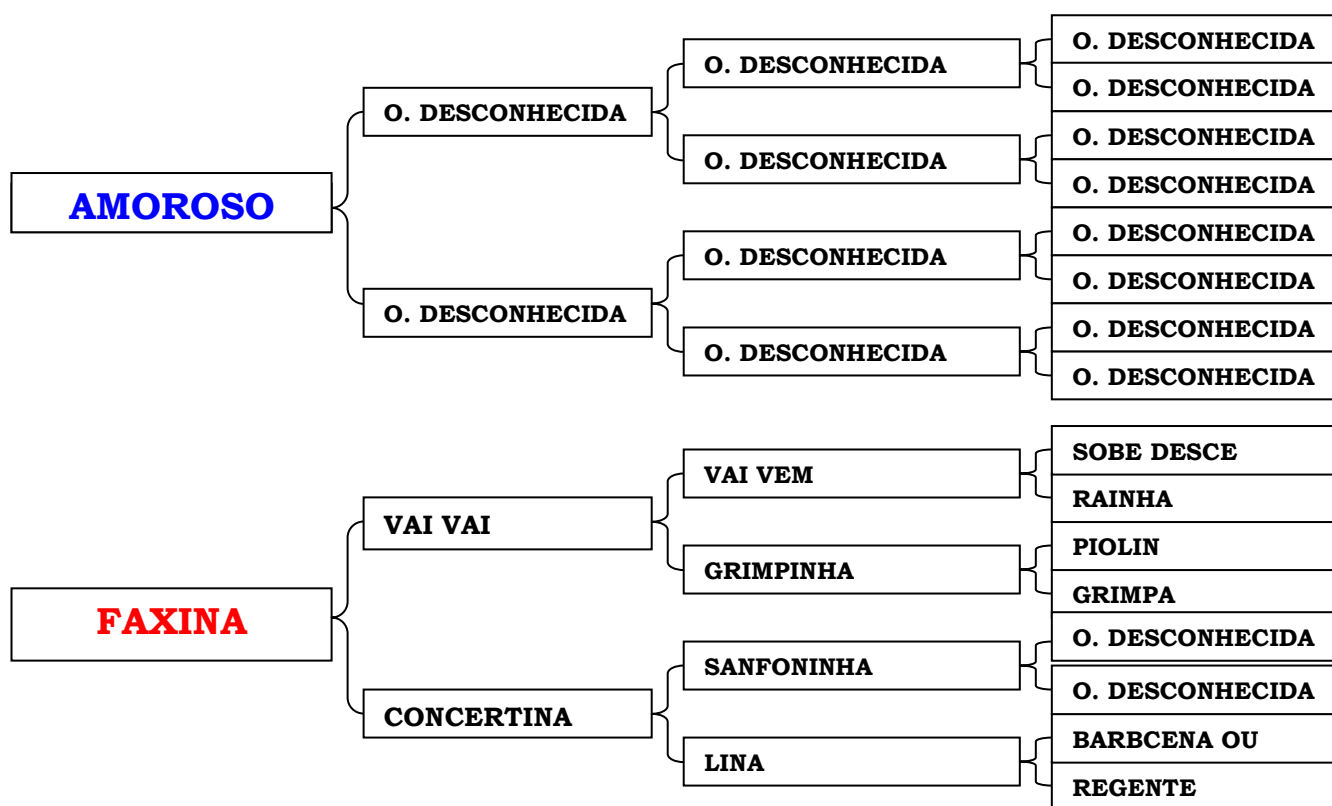 AMOROSO
O. DESCONHECIDA
O. DESCONHECIDA
O. DESCONHECIDA
O. DESCONHECIDA
O. DESCONHECIDA
O. DESCONHECIDA
O. DESCONHECIDA
O. DESCONHECIDA
O. DESCONHECIDA
O. DESCONHECIDA
O. DESCONHECIDA
O. DESCONHECIDA
O. DESCONHECIDA
O. DESCONHECIDA
FAXINA
VAI VAI
VAI VEM
SOBE DESCE
RAINHA
GRIMPINHA
PIOLIN
GRIMPA
CONCERTINA
SANFONINHA
O. DESCONHECIDA
O. DESCONHECIDA
LINA
BARBCENA OU
REGENTE